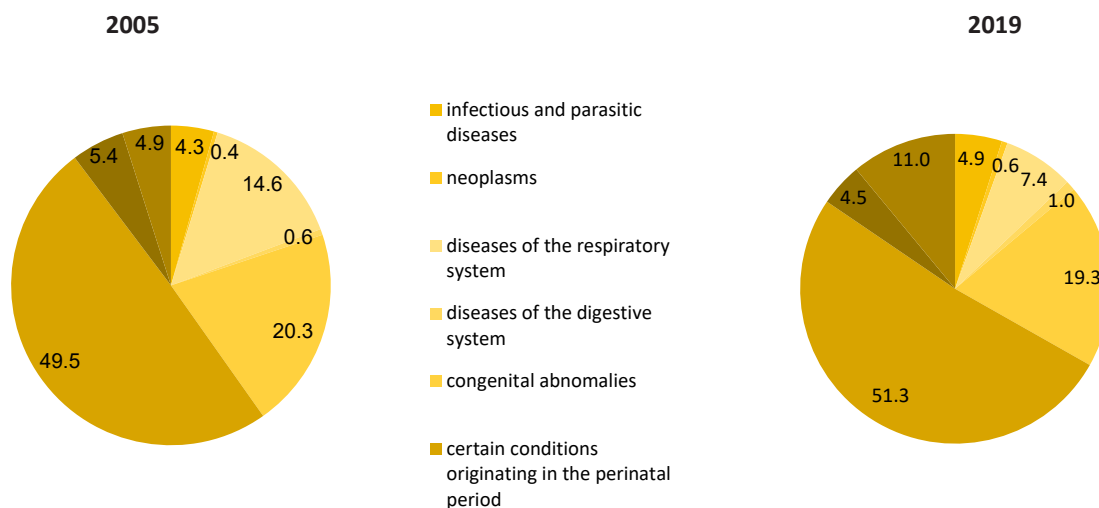 2005
2019
4.3
0.4
14.6
0.6
20.3
49.5
5.4
4.9
infectious and parasitic
diseases
neoplasms
diseases of the respiratory
system
diseases of the digestive
system
congenital abnomalies
certain conditions
originating in the perinatal
period
4.9
0.6
7.4
1.0
19.3
51.3
4.5
11.0